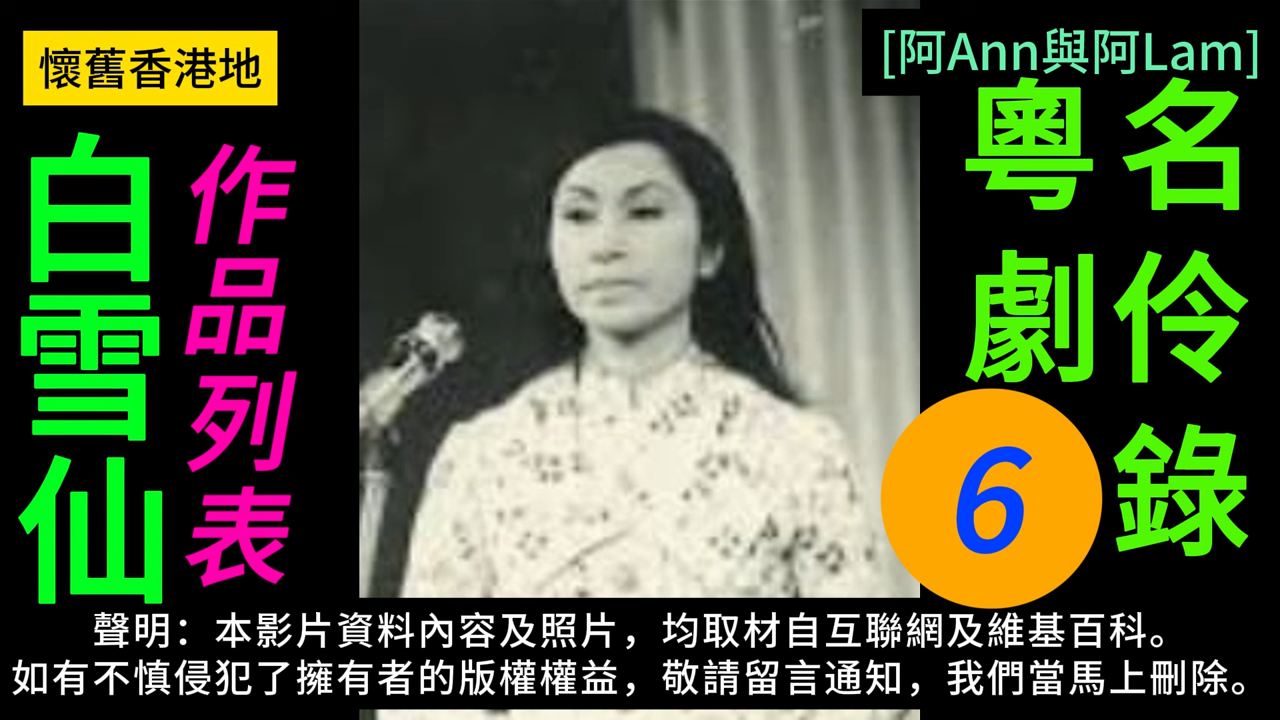 懷舊香港地
[阿Ann與阿Lam]
白雪仙
作品列表
名伶錄
粵劇
6
聲明：本影片資料內容及照片，均取材自互聯網及維基百科。
如有不慎侵犯了擁有者的版權權益，敬請留言通知，我們當馬上刪除。